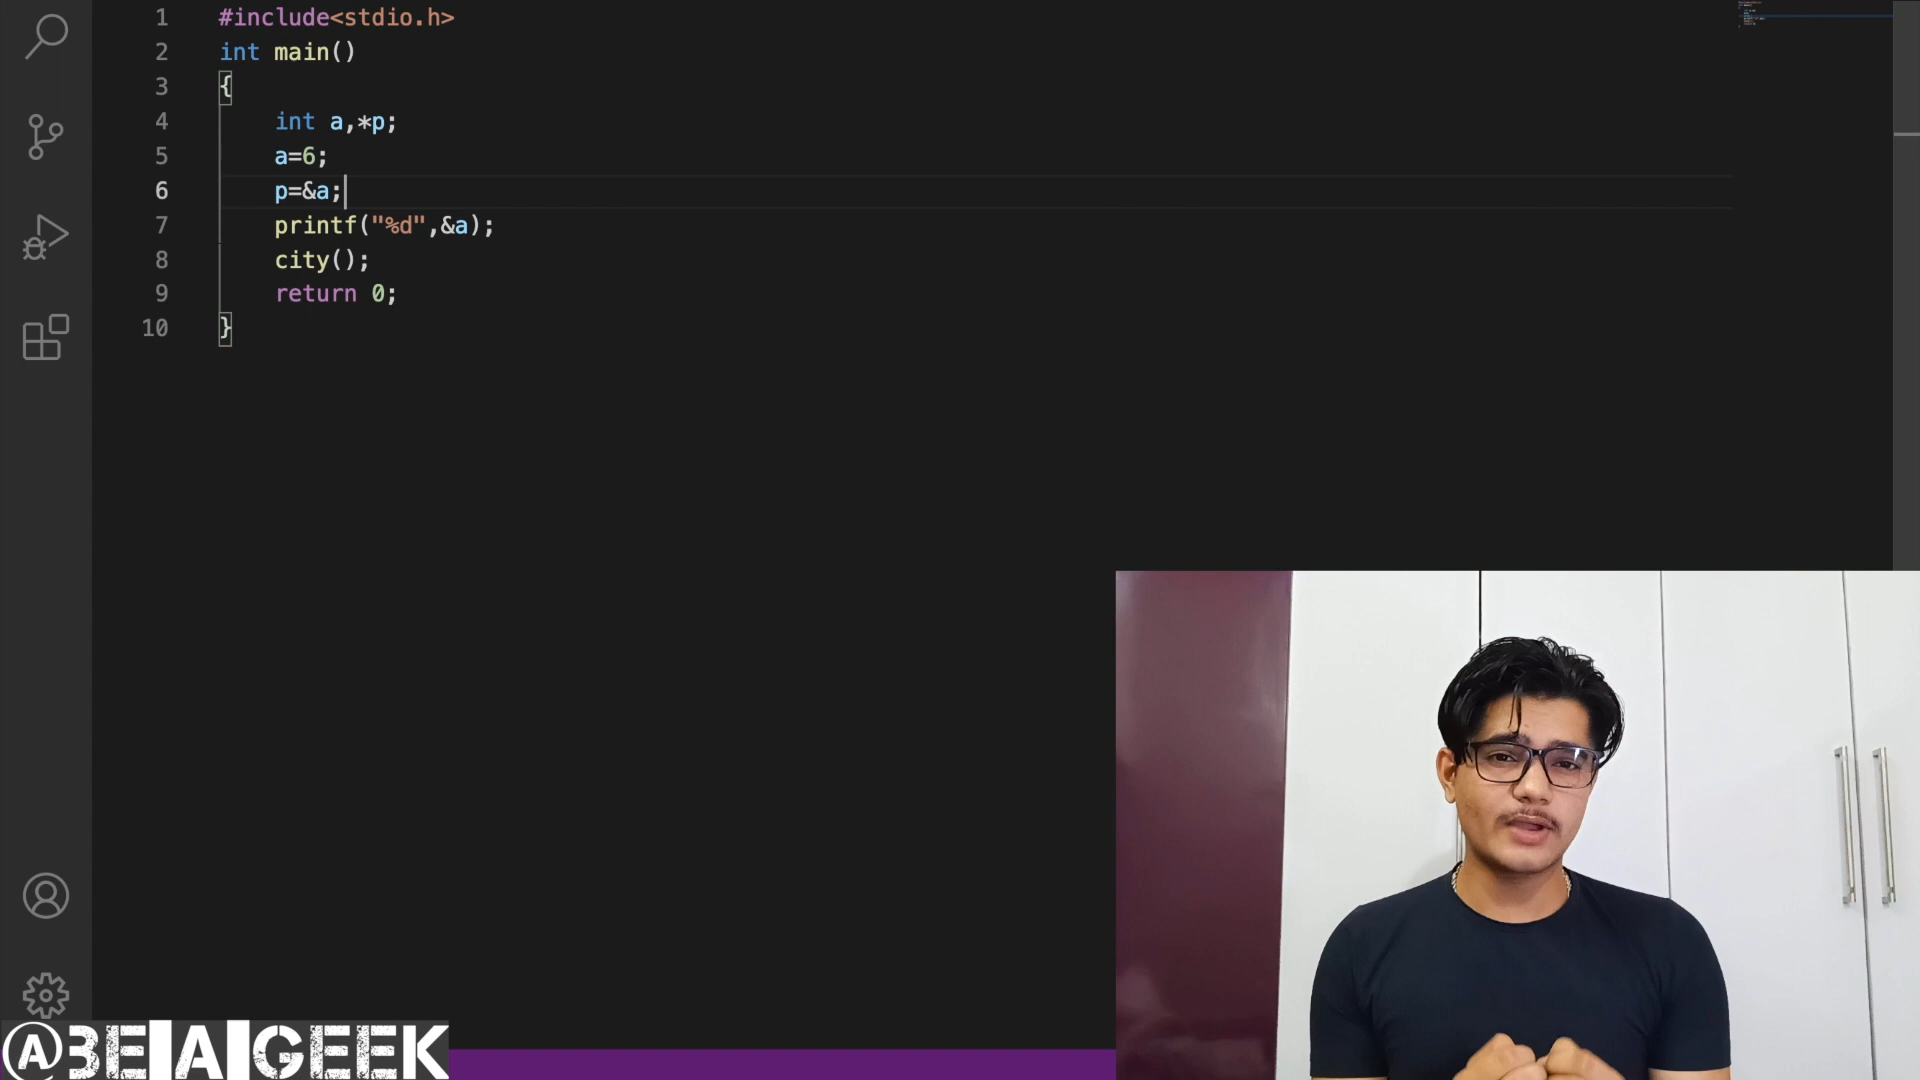 1 #include<stdio.h>
2 int main()
3 {
4 int a,*p;
5 a=6;
6 p=&a;
7 printf("%d",&a);
8 city();
9 return 0;
10 }
@BE A GEEK